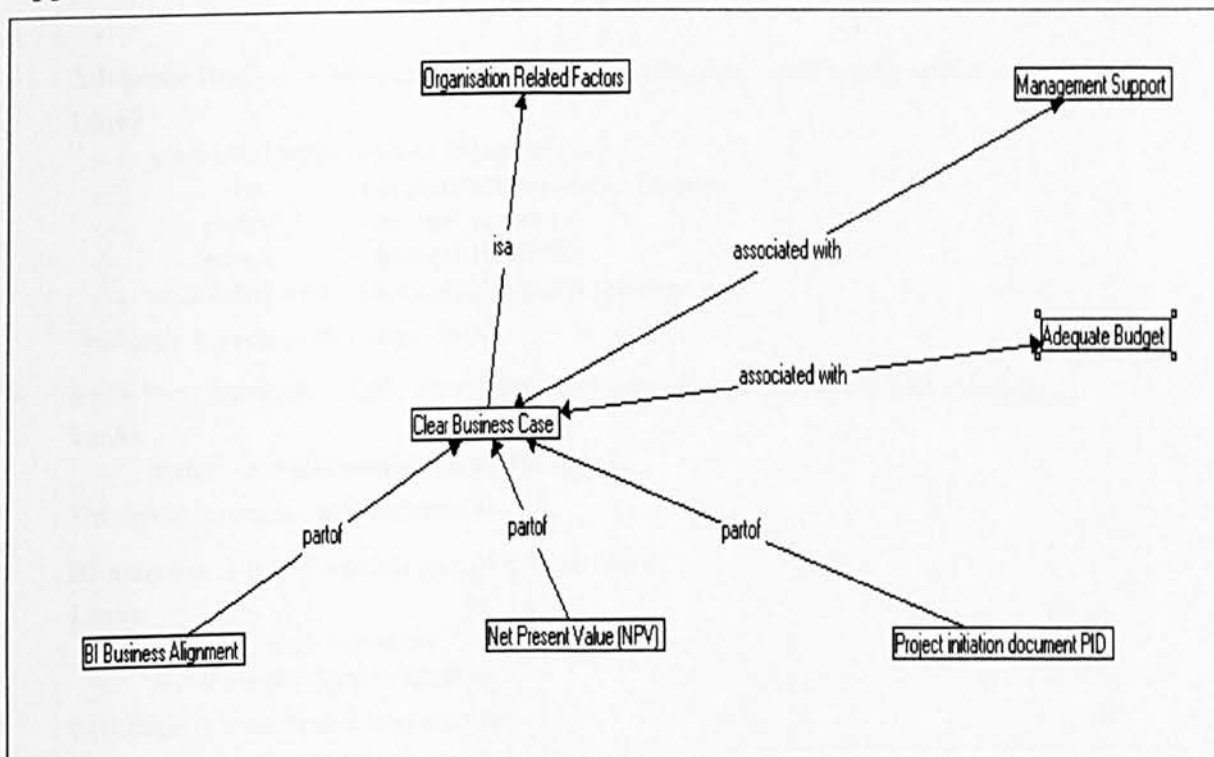 Organisation Related Factors
Management Support
isa
associated with
Adequate Budget
associated with
Clear Business Case
partof
partof
partof
BI Business Alignment
Net Present Value (NPV)
Project initiation document PID